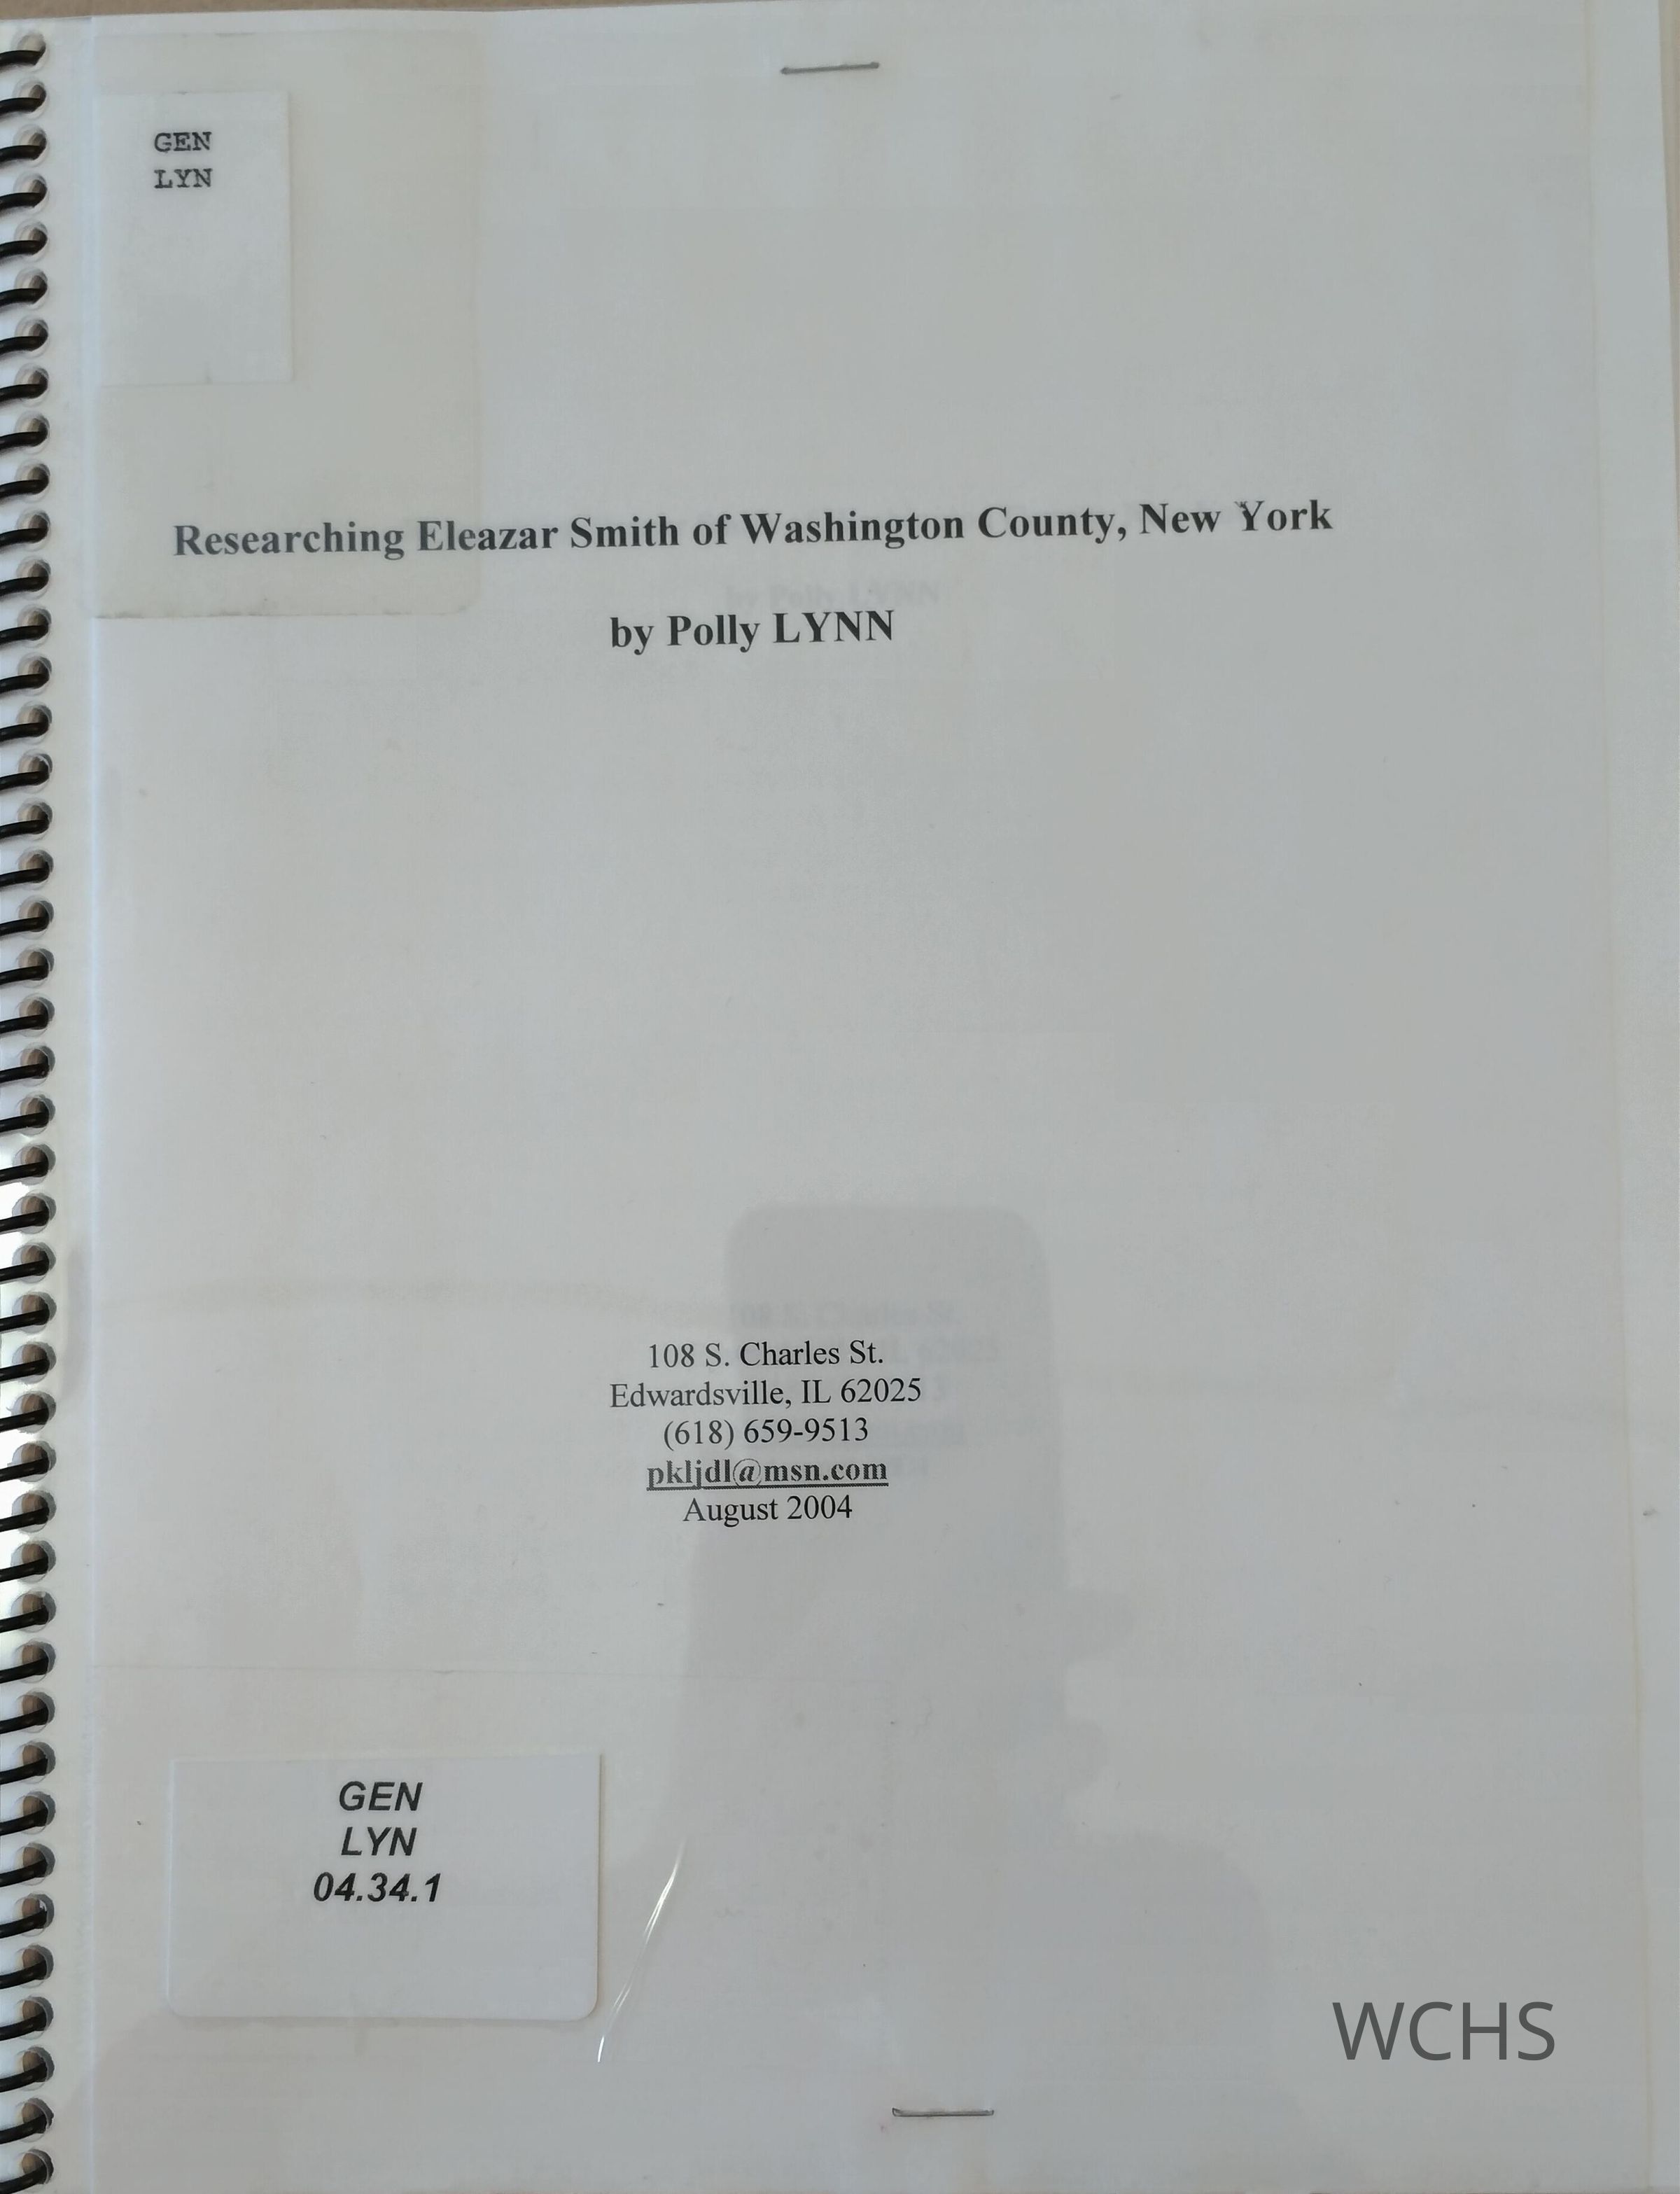 GEN
LYN
Researching Eleazar Smith of Washington County, New York
by Polly LYNN
108 S. Charles St.
Edwardsville, IL 62025
(618) 659-9513
pkljdl@msn.com
August 2004
GEN
LYN
04.34.1
WCHS